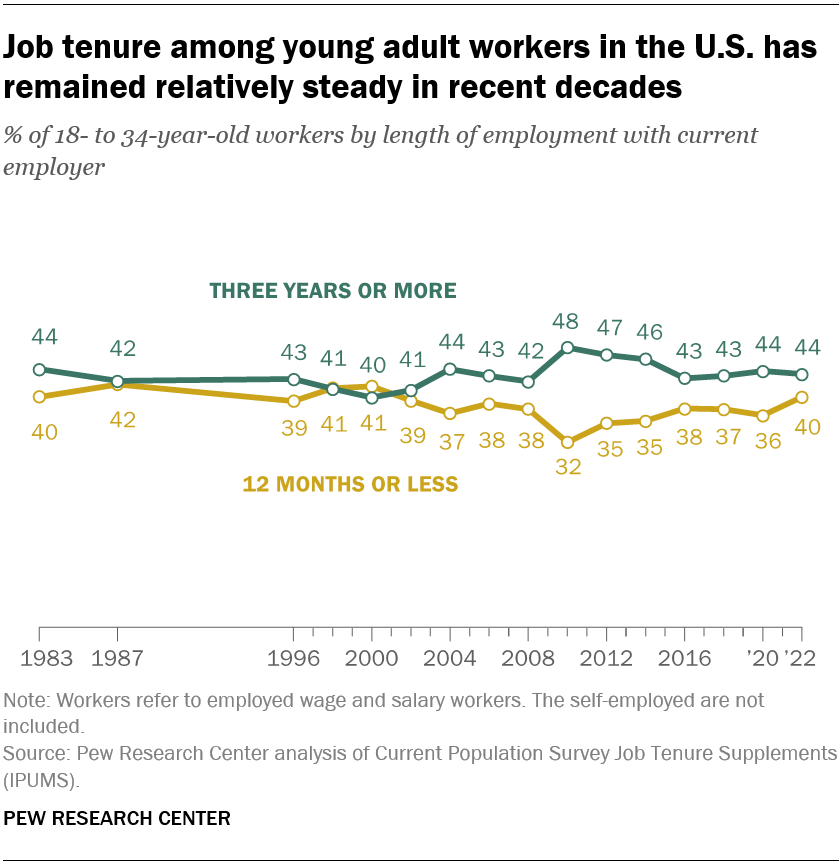 Job tenure among young adult workers in the U.S. has
remained relatively steady in recent decades
% of 18- to 34-year-old workers by length of employment with current
employer
THREE YEARS OR MORE
44 42 43 41 40 41 44 43 42 48 47 46 43 43 44 44
40 42 39 41 41 39 37 38 38 32 35 35 38 37 36 40
12 MONTHS OR LESS
1983 1987 1996 2000 2004 2008 2012 2016 ’20 ’22
Note: Workers refer to employed wage and salary workers. The self-employed are not
included.
Source: Pew Research Center analysis of Current Population Survey Job Tenure Supplements
(IPUMS).
PEW RESEARCH CENTER